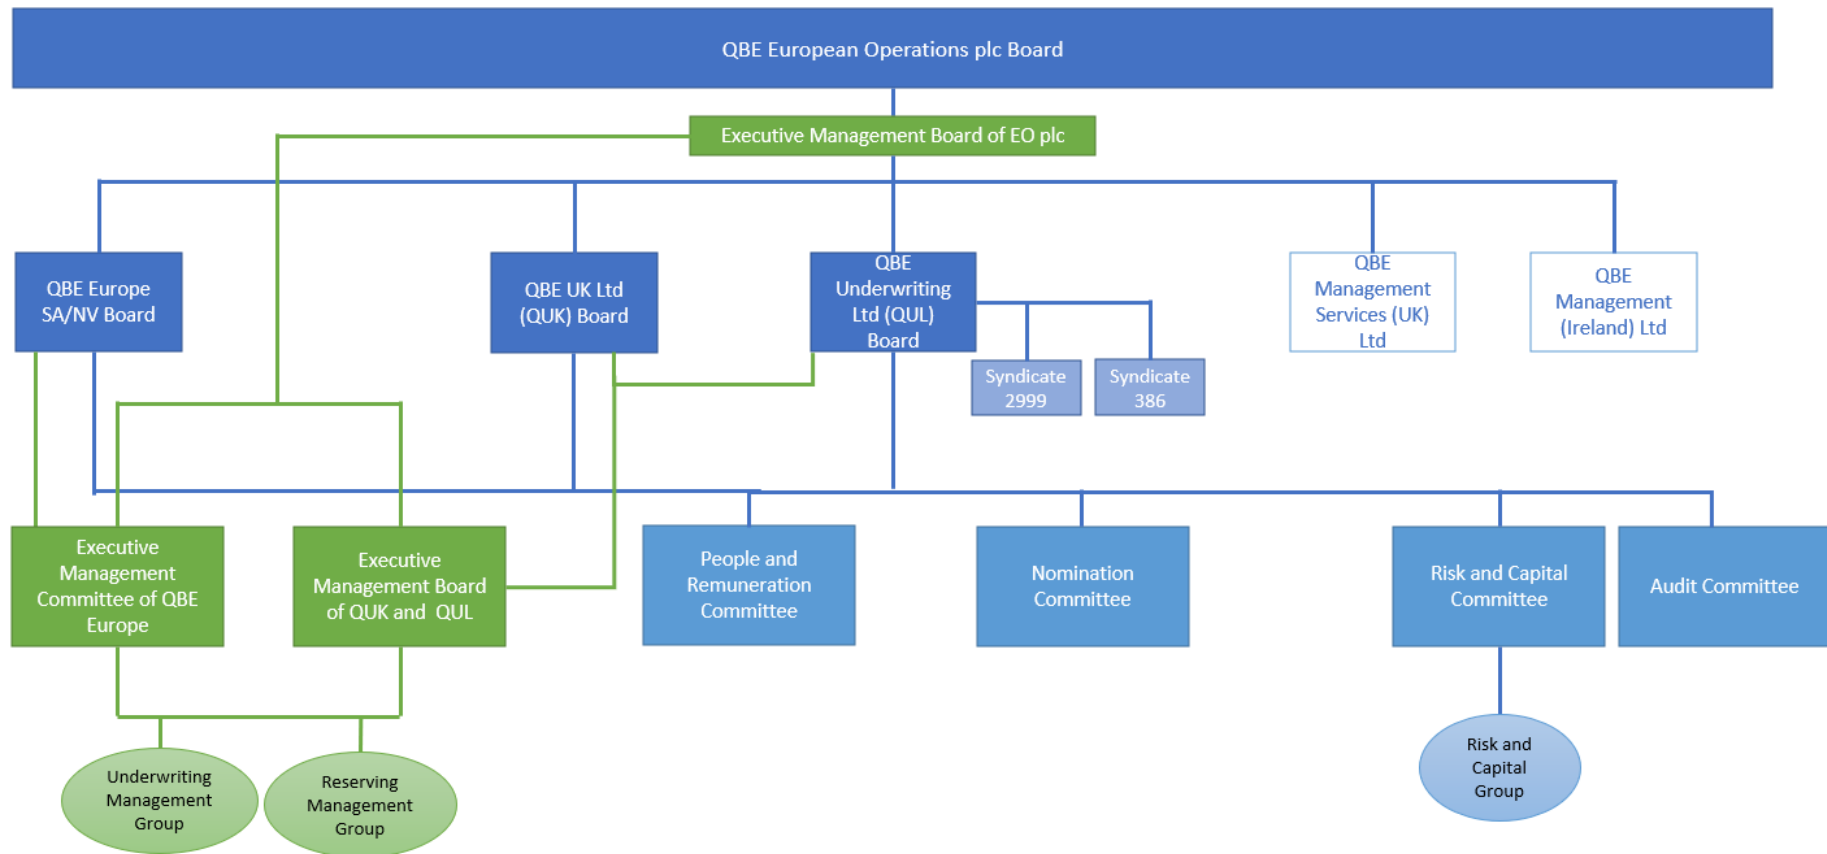 QBE European Operations plc Board
Executive Management Board of EO plc
QBE Europe
SA/NV Board
QBE UK Ltd
(QUK) Board
QBE
Underwriting
Ltd (QUL)
Board
QBE
Management
Services (UK)
Ltd
QBE
Management
(Ireland) Ltd
Syndicate
2999
Syndicate
386
Executive
Management
Committee of QBE
Europe
Executive
Management Board
of QUK and QUL
People and
Remuneration
Committee
Nomination
Committee
Risk and Capital
Committee
Audit Committee
Underwriting
Management
Group
Reserving
Management
Group
Risk and
Capital
Group